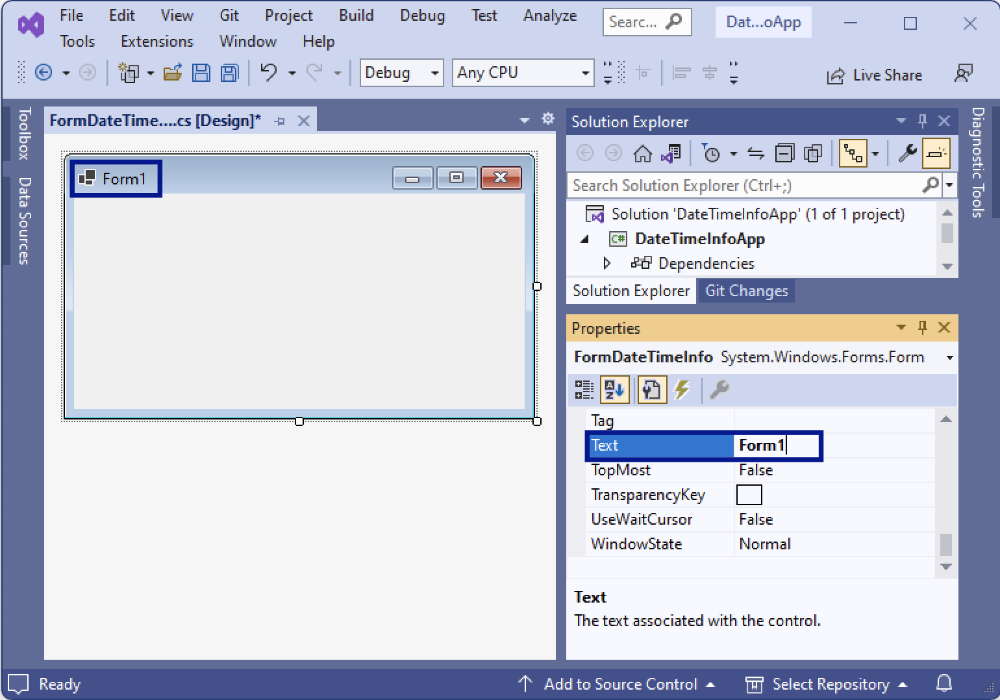 File Edit View Git Project Build Debug Test Analyze Searc... Dat...oApp
Tools Extensions Window Help
Debug Any CPU Live Share
Toolbox
Data Sources
FormDateTime....cs [Design]*
Form1
Solution Explorer
Search Solution Explorer (Ctrl+;)
Solution 'DateTimeInfoApp' (1 of 1 project)
C# DateTimeInfoApp
Dependencies
Solution Explorer Git Changes
Diagnostic Tools
Properties
FormDateTimeInfo System.Windows.Forms.Form
A
Z
Tag
Text Form1
TopMost False
TransparencyKey
UseWaitCursor False
WindowState Normal
Text
The text associated with the control.
Ready Add to Source Control Select Repository